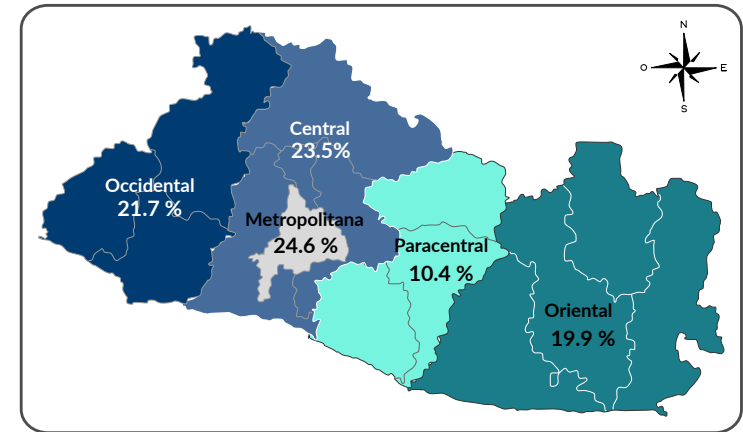 N
O
E
S
Central
23.5%
Occidental
21.7 %
Metropolitana
24.6 %
Paracentral
10.4 %
Oriental
19.9 %